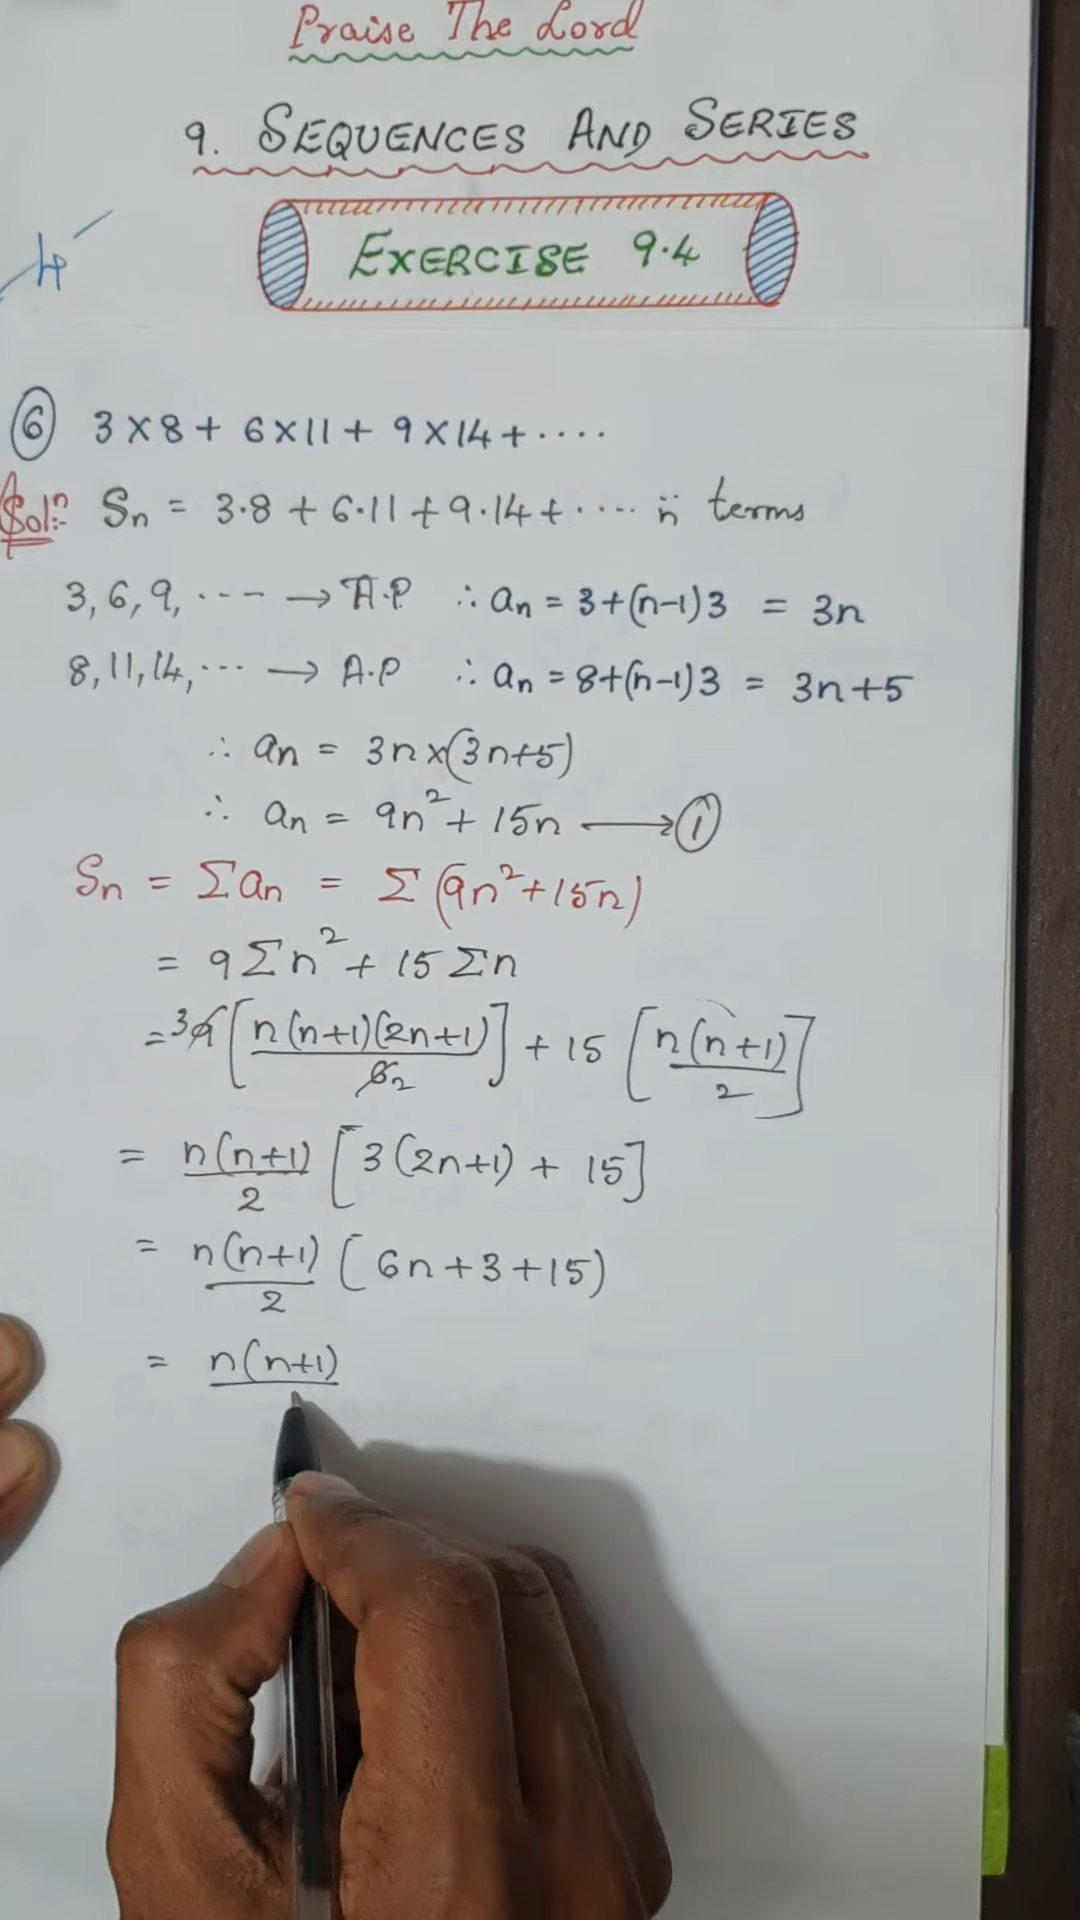 Praise The Lord
9. SEQUENCES AND SERIES
EXERCISE 9.4
⑥ 3×8 + 6×11 + 9×14 + ....
Solⁿ:- Sn = 3·8 + 6·11 + 9·14 + ···· "n" terms
3, 6, 9, ---- → A.P ∴ an = 3+(n-1)3 = 3n
8, 11, 14, ... → A.P ∴ an = 8+(n-1)3 = 3n+5
∴ an = 3n×(3n+5)
∴ an = 9n² + 15n → ①
Sn = Σan = Σ(9n²+15n)
= 9Σn² + 15Σn
= 3 9 [n(n+1)(2n+1)/6 2] + 15 [n(n+1)/2]
= n(n+1)/2 [3(2n+1) + 15]
= n(n+1)/2 (6n+3+15)
= n(n+1)